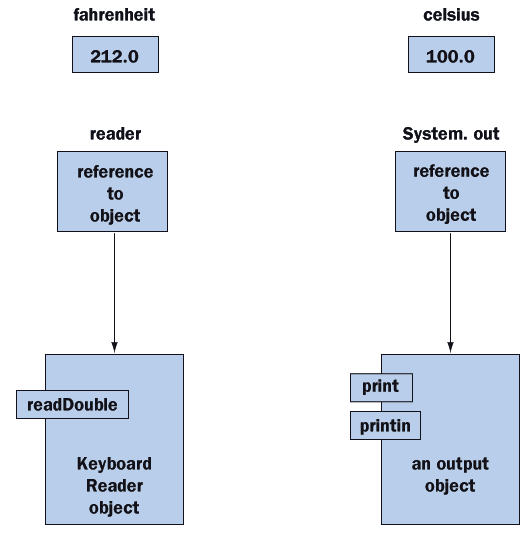 fahrenheit
celsius
212.0
100.0
reader
System. out
reference
to
object
reference
to
object
readDouble
Keyboard
Reader
object
print
printin
an output
object